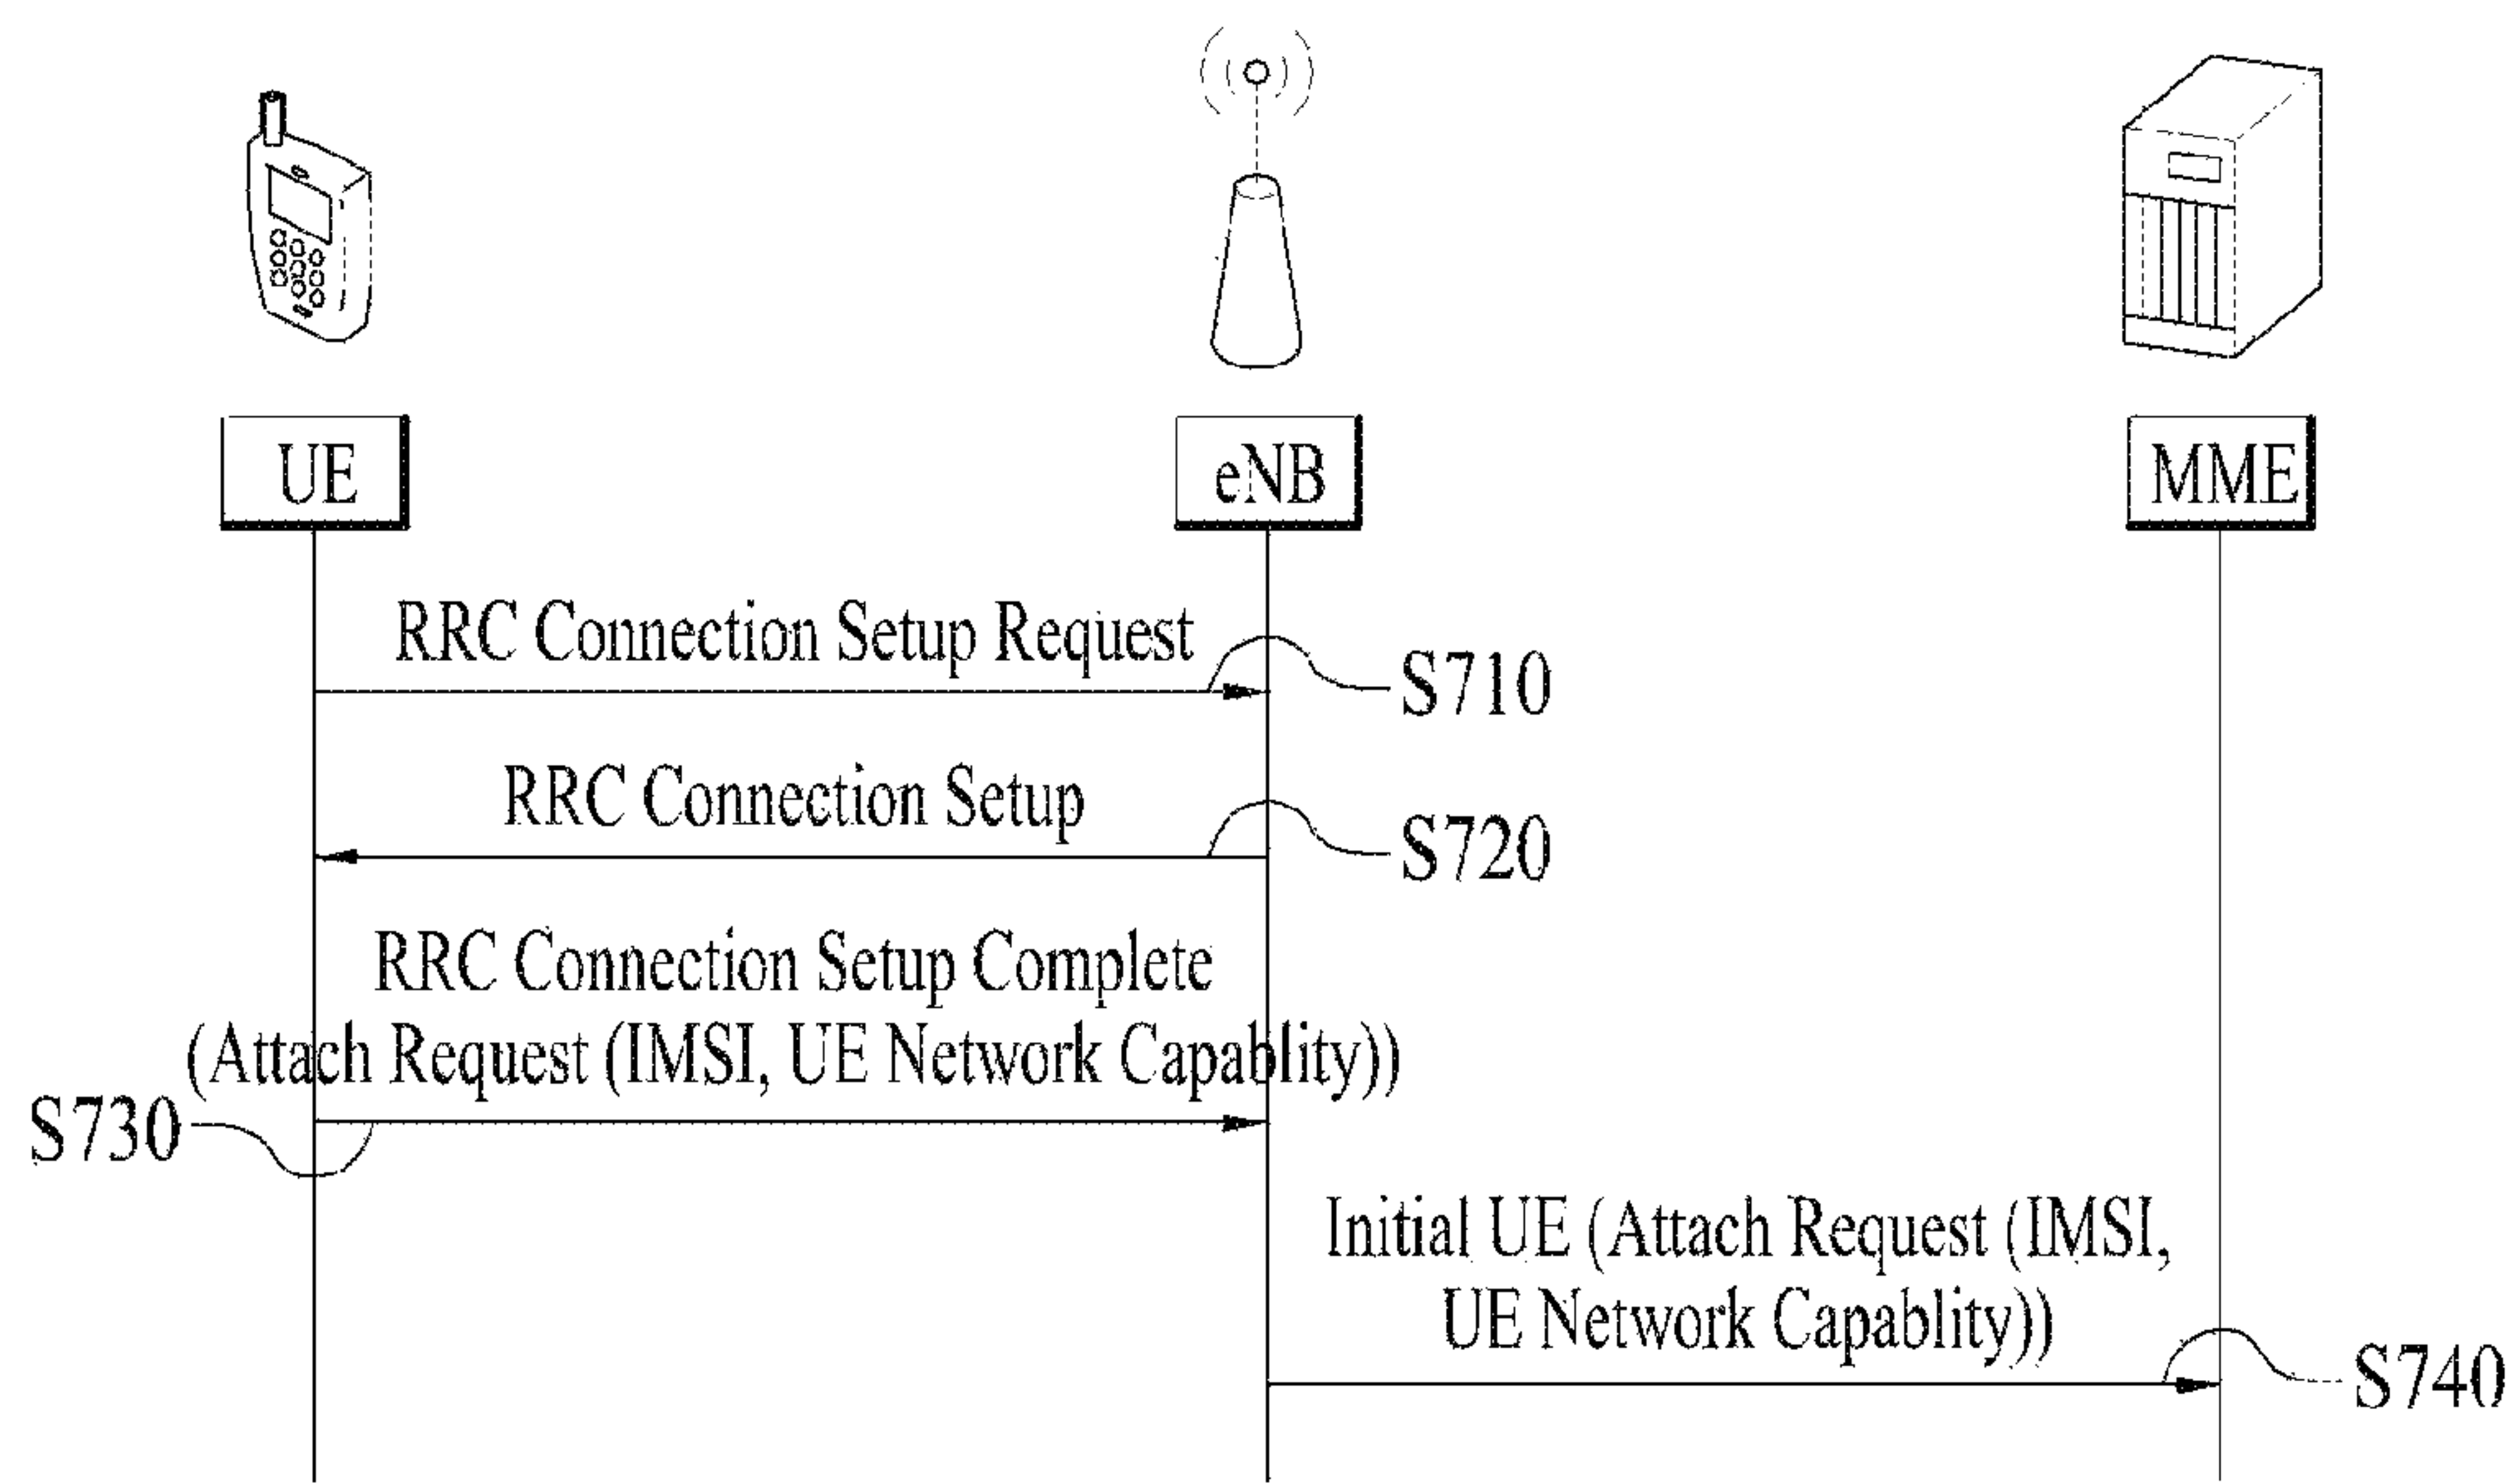 UE
eNB
MME
RRC Connection Setup Request
S710
RRC Connection Setup
S720
RRC Connection Setup Complete
(Attach Request (IMSI, UE Network Capablity))
S730
Initial UE (Attach Request (IMSI,
UE Network Capablity))
S740